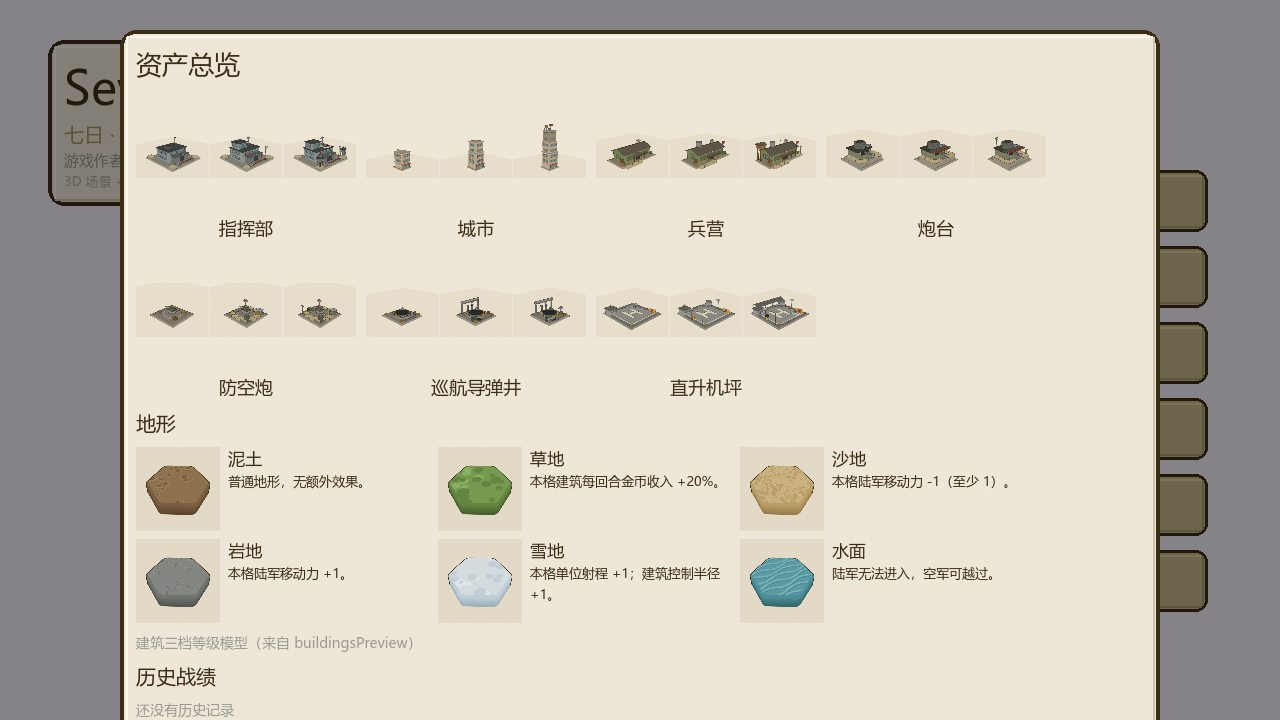 资产总览
Sev
七日 ·
游戏作者
3D 场景
指挥部
城市
兵营
炮台
防空炮
巡航导弹井
直升机坪
地形
泥土
普通地形，无额外效果。
草地
本格建筑每回合金币收入 +20%。
沙地
本格陆军移动力 -1（至少 1）。
岩地
本格陆军移动力 +1。
雪地
本格单位射程 +1；建筑控制半径
+1。
水面
陆军无法进入，空军可越过。
建筑三档等级模型（来自 buildingsPreview）
历史战绩
还没有历史记录